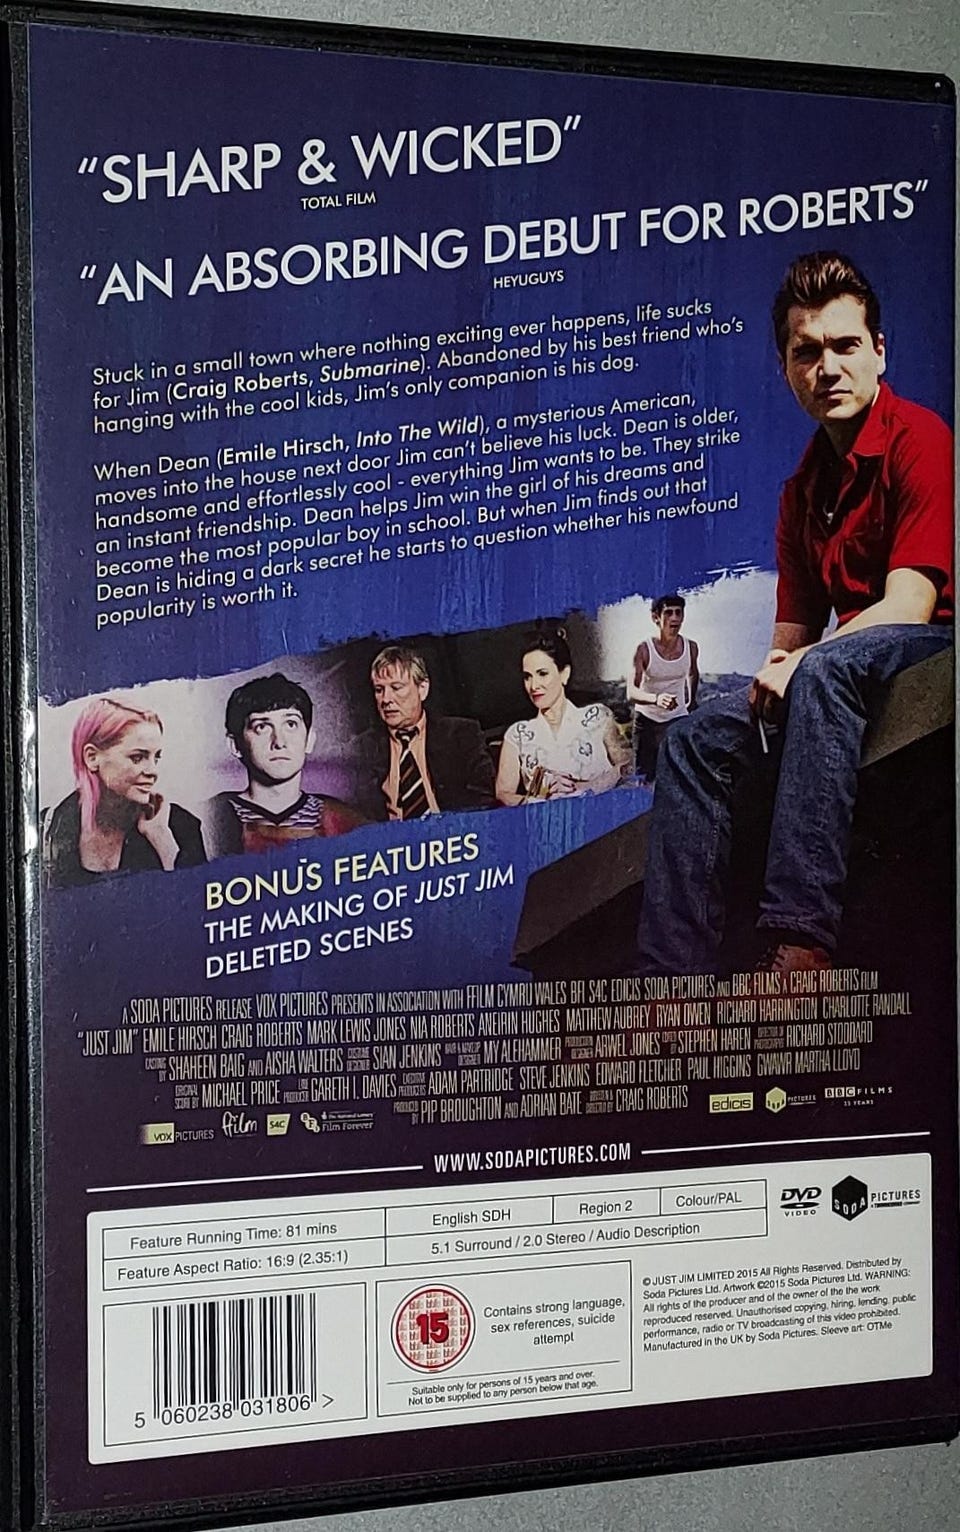 “SHARP & WICKED”
TOTAL FILM
“AN ABSORBING DEBUT FOR ROBERTS”
HEYUGUYS
Stuck in a small town where nothing exciting ever happens, life sucks
for Jim (Craig Roberts, Submarine). Abandoned by his best friend who’s
hanging with the cool kids, Jim’s only companion is his dog.
When Dean (Emile Hirsch, Into The Wild), a mysterious American,
moves into the house next door Jim can’t believe his luck. Dean is older,
handsome and effortlessly cool - everything Jim wants to be. They strike
an instant friendship. Dean helps Jim win the girl of his dreams and
become the most popular boy in school. But when Jim finds out that
Dean is hiding a dark secret he starts to question whether his newfound
popularity is worth it.
BONUS FEATURES
THE MAKING OF JUST JIM
DELETED SCENES
A SODA PICTURES RELEASE VOX PICTURES PRESENTS IN ASSOCIATION WITH FFILM CYMRU WALES BFI S4C EDICIS SODA PICTURES AND BBC FILMS A CRAIG ROBERTS FILM
“JUST JIM” EMILE HIRSCH CRAIG ROBERTS MARK LEWIS JONES NIA ROBERTS ANEIRIN HUGHES MATTHEW AUBREY RYAN OWEN RICHARD HARRINGTON CHARLOTTE RANDALL
CASTING BY SHAHEEN BAIG AND AISHA WALTERS COSTUME DESIGNER SIAN JENKINS HAIR & MAKEUP DESIGNER MY ALEHAMMER PRODUCTION DESIGNER ARWEL JONES EDITED BY STEPHEN HAREN DIRECTOR OF PHOTOGRAPHY RICHARD STODDARD
ORIGINAL SCORE BY MICHAEL PRICE LINE PRODUCER GARETH I. DAVIES EXECUTIVE PRODUCERS ADAM PARTRIDGE STEVE JENKINS EDWARD FLETCHER PAUL HIGGINS GWAWR MARTHA LLOYD
PRODUCED BY PIP BROUGHTON AND ADRIAN BATE WRITTEN & DIRECTED BY CRAIG ROBERTS
VOX PICTURES ffilm S4C BFI Film Forever edicis SODA PICTURES BBC FILMS 25 YEARS
WWW.SODAPICTURES.COM
Feature Running Time: 81 mins English SDH Region 2 Colour/PAL
Feature Aspect Ratio: 16:9 (2.35:1) 5.1 Surround / 2.0 Stereo / Audio Description
DVD VIDEO
SODA PICTURES
5 060238 031806 >
15
Contains strong language,
sex references, suicide
attempt
Suitable only for persons of 15 years and over.
Not to be supplied to any person below that age.
© JUST JIM LIMITED 2015 All Rights Reserved. Distributed by
Soda Pictures Ltd. Artwork ©2015 Soda Pictures Ltd. WARNING:
All rights of the producer and of the owner of the the work
reproduced reserved. Unauthorised copying, hiring, lending, public
performance, radio or TV broadcasting of this video prohibited.
Manufactured in the UK by Soda Pictures. Sleeve art: OTMe